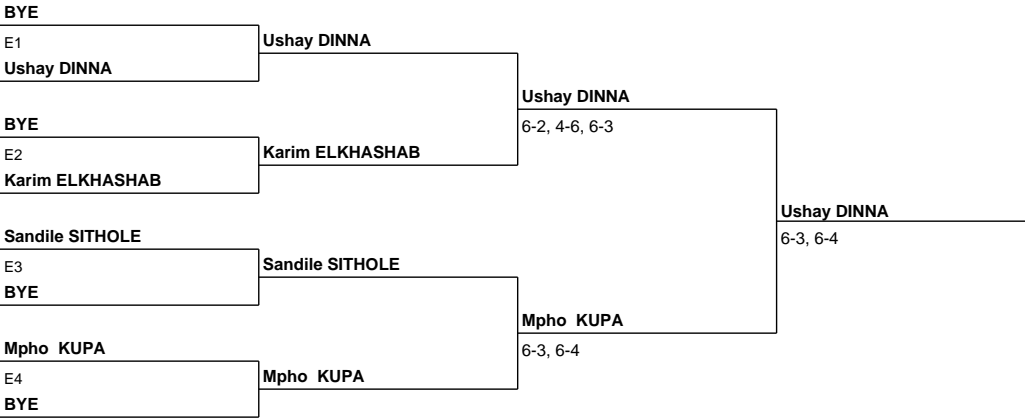 BYE
E1
Ushay DINNA
Ushay DINNA
BYE
E2
Karim ELKHASHAB
Karim ELKHASHAB
Ushay DINNA
6-2, 4-6, 6-3
Sandile SITHOLE
E3
BYE
Sandile SITHOLE
Mpho  KUPA
E4
BYE
Mpho  KUPA
Mpho  KUPA
6-3, 6-4
Ushay DINNA
6-3, 6-4